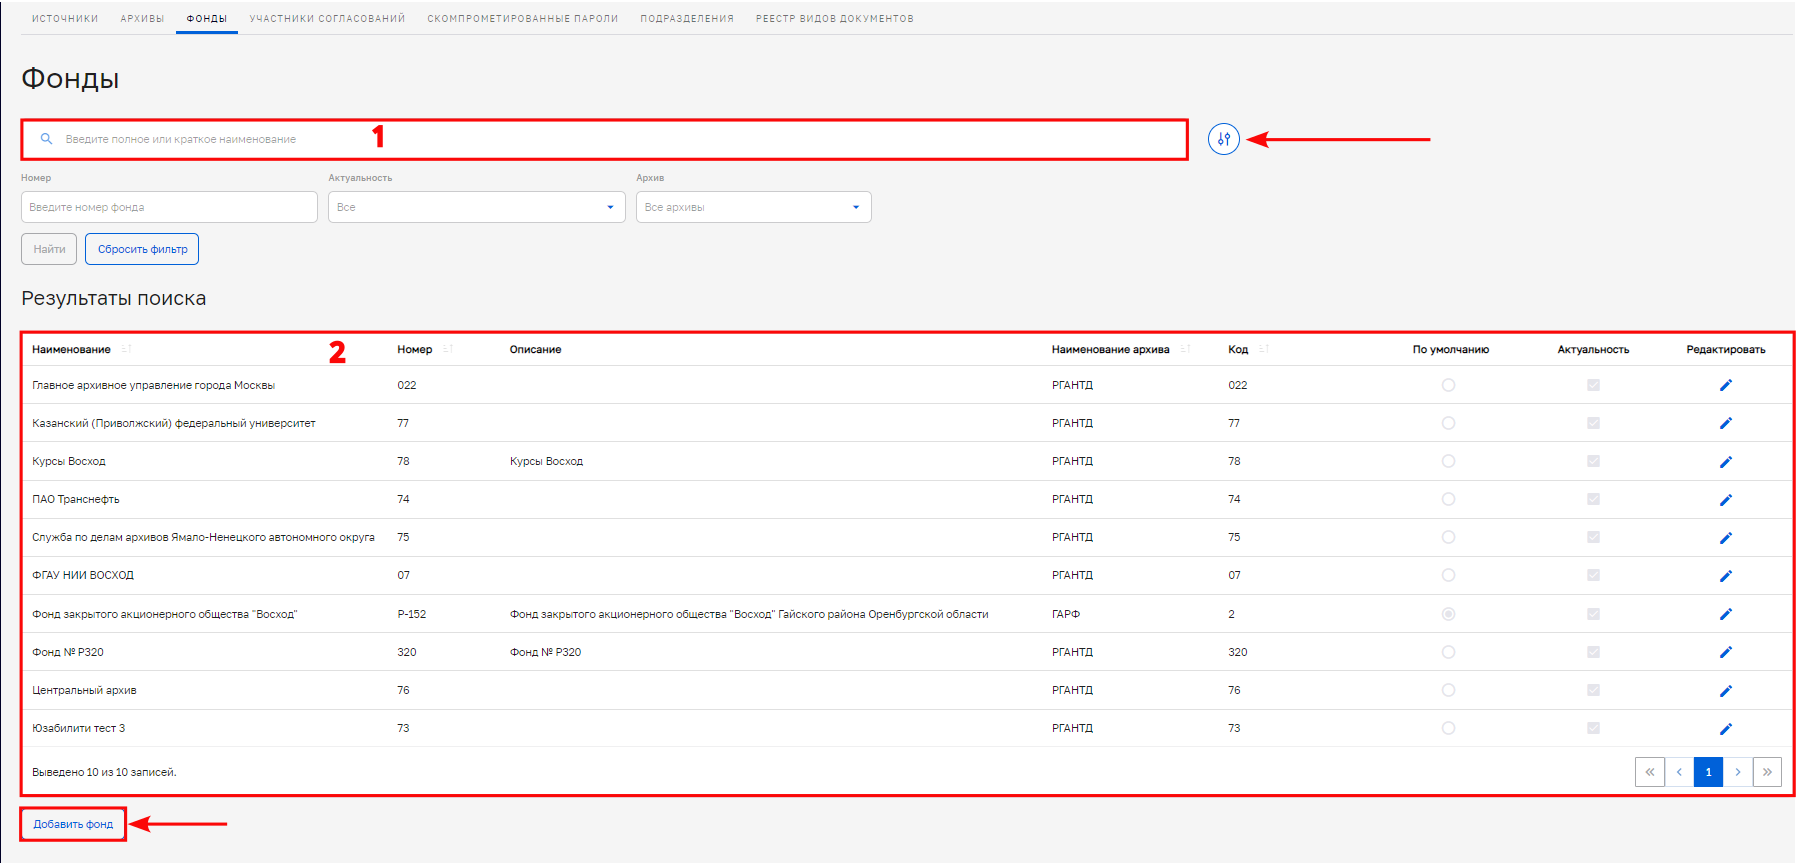 ИСТОЧНИКИ АРХИВЫ ФОНДЫ УЧАСТНИКИ СОГЛАСОВАНИЙ СКОМПРОМЕТИРОВАННЫЕ ПАРОЛИ ПОДРАЗДЕЛЕНИЯ РЕЕСТР ВИДОВ ДОКУМЕНТОВ
Фонды
Введите полное или краткое наименование 1
Номер Актуальность Архив
Введите номер фонда Все Все архивы
Найти Сбросить фильтр
Результаты поиска
Наименование 2 Номер Описание Наименование архива Код По умолчанию Актуальность Редактировать
Главное архивное управление города Москвы 022 РГАНТД 022
Казанский (Приволжский) федеральный университет 77 РГАНТД 77
Курсы Восход 78 Курсы Восход РГАНТД 78
ПАО Транснефть 74 РГАНТД 74
Служба по делам архивов Ямало-Ненецкого автономного округа 75 РГАНТД 75
ФГАУ НИИ ВОСХОД 07 РГАНТД 07
Фонд закрытого акционерного общества "Восход" Р-152 Фонд закрытого акционерного общества "Восход" Гайского района Оренбургской области ГАРФ 2
Фонд № Р320 320 Фонд № Р320 РГАНТД 320
Центральный архив 76 РГАНТД 76
Юзабилити тест 3 73 РГАНТД 73
Выведено 10 из 10 записей. « ‹ 1 › »
Добавить фонд